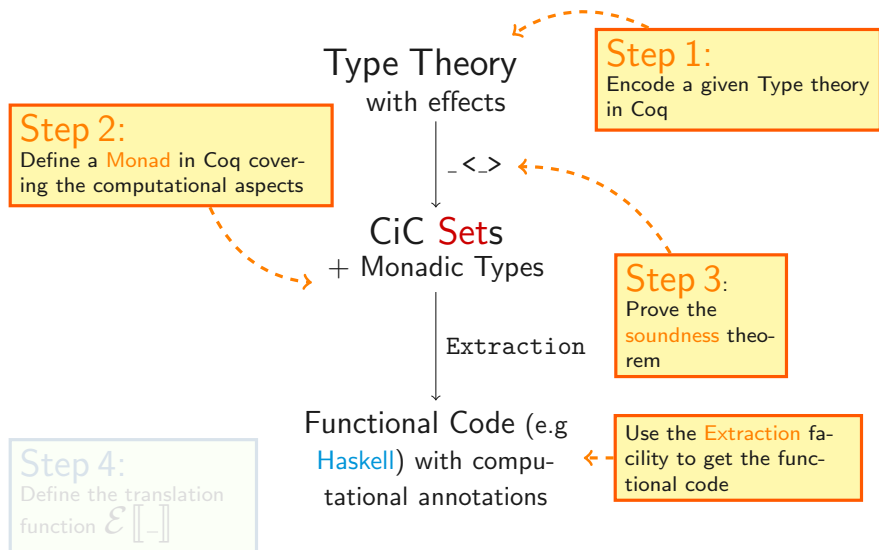 Type Theory
with effects
Step 1:
Encode a given Type theory
in Coq
Step 2:
Define a Monad in Coq cover-
ing the computational aspects
_ <_>
CiC Sets
+ Monadic Types
Step 3:
Prove the
soundness theo-
rem
Extraction
Functional Code (e.g
Haskell) with compu-
tational annotations
Use the Extraction fa-
cility to get the func-
tional code
Step 4:
Define the translation
function ℰ⟦_⟧